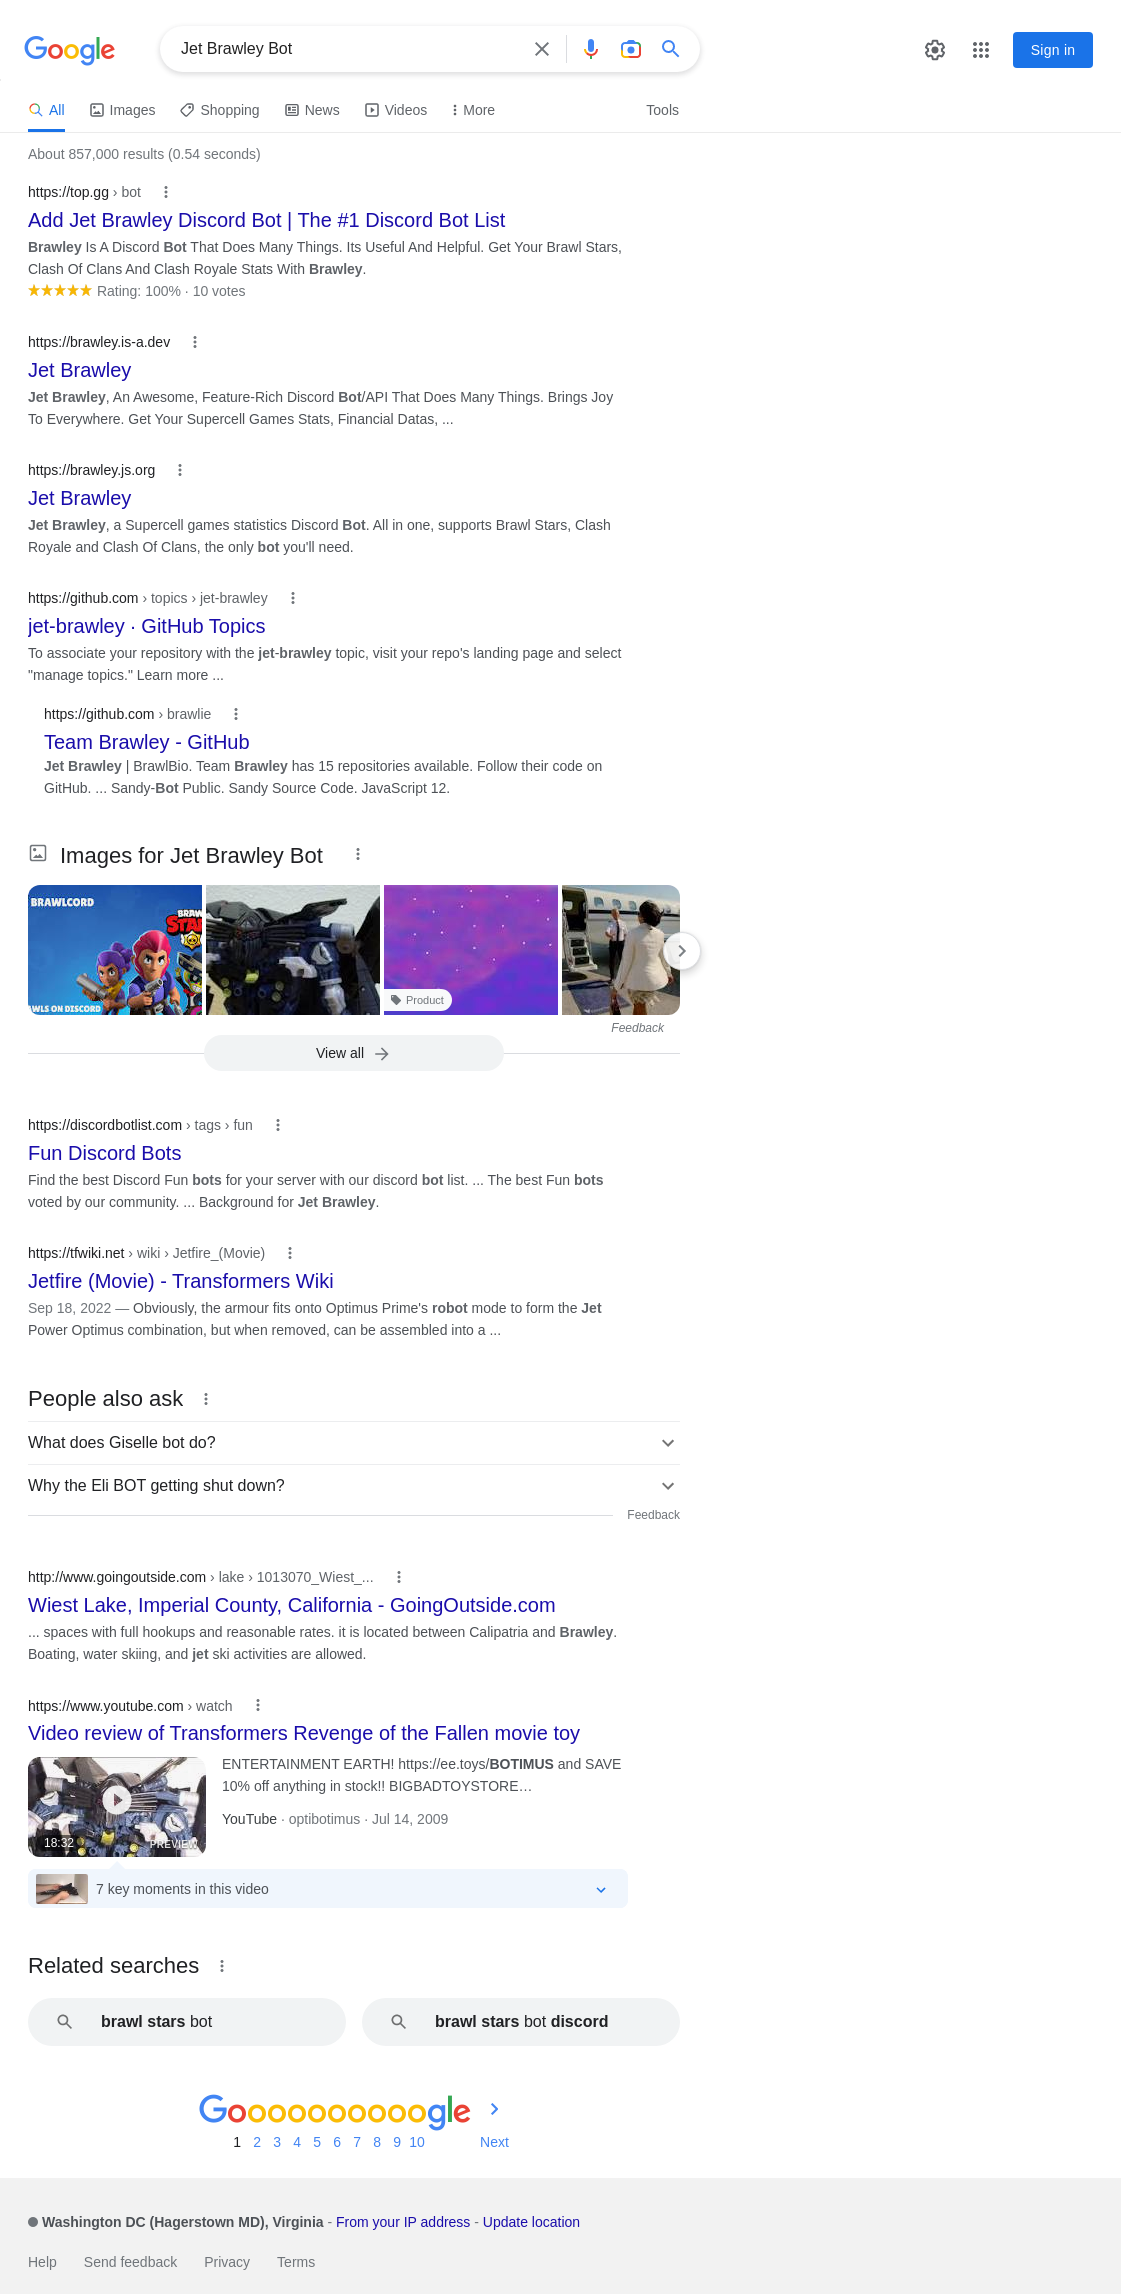 Google
Jet Brawley Bot
Sign in
All
Images
Shopping
News
Videos
More
Tools
About 857,000 results (0.54 seconds)
https://top.gg › bot
Add Jet Brawley Discord Bot | The #1 Discord Bot List
Brawley Is A Discord Bot That Does Many Things. Its Useful And Helpful. Get Your Brawl Stars,
Clash Of Clans And Clash Royale Stats With Brawley.
Rating: 100% · 10 votes
https://brawley.is-a.dev
Jet Brawley
Jet Brawley, An Awesome, Feature-Rich Discord Bot/API That Does Many Things. Brings Joy
To Everywhere. Get Your Supercell Games Stats, Financial Datas, ...
https://brawley.js.org
Jet Brawley
Jet Brawley, a Supercell games statistics Discord Bot. All in one, supports Brawl Stars, Clash
Royale and Clash Of Clans, the only bot you'll need.
https://github.com › topics › jet-brawley
jet-brawley · GitHub Topics
To associate your repository with the jet-brawley topic, visit your repo's landing page and select
"manage topics." Learn more ...
https://github.com › brawlie
Team Brawley - GitHub
Jet Brawley | BrawlBio. Team Brawley has 15 repositories available. Follow their code on
GitHub. ... Sandy-Bot Public. Sandy Source Code. JavaScript 12.
Images for Jet Brawley Bot
BRAWLCORD
BRAW
STA
AWLS ON DISCORD
Product
Feedback
View all
https://discordbotlist.com › tags › fun
Fun Discord Bots
Find the best Discord Fun bots for your server with our discord bot list. ... The best Fun bots
voted by our community. ... Background for Jet Brawley.
https://tfwiki.net › wiki › Jetfire_(Movie)
Jetfire (Movie) - Transformers Wiki
Sep 18, 2022 — Obviously, the armour fits onto Optimus Prime's robot mode to form the Jet
Power Optimus combination, but when removed, can be assembled into a ...
People also ask
What does Giselle bot do?
Why the Eli BOT getting shut down?
Feedback
http://www.goingoutside.com › lake › 1013070_Wiest_...
Wiest Lake, Imperial County, California - GoingOutside.com
... spaces with full hookups and reasonable rates. it is located between Calipatria and Brawley.
Boating, water skiing, and jet ski activities are allowed.
https://www.youtube.com › watch
Video review of Transformers Revenge of the Fallen movie toy
ENTERTAINMENT EARTH! https://ee.toys/BOTIMUS and SAVE
10% off anything in stock!! BIGBADTOYSTORE…
YouTube · optibotimus · Jul 14, 2009
18:32
PREVIEW
7 key moments in this video
Related searches
brawl stars bot
brawl stars bot discord
Goooooooooogle
1 2 3 4 5 6 7 8 9 10 Next
Washington DC (Hagerstown MD), Virginia - From your IP address - Update location
Help Send feedback Privacy Terms